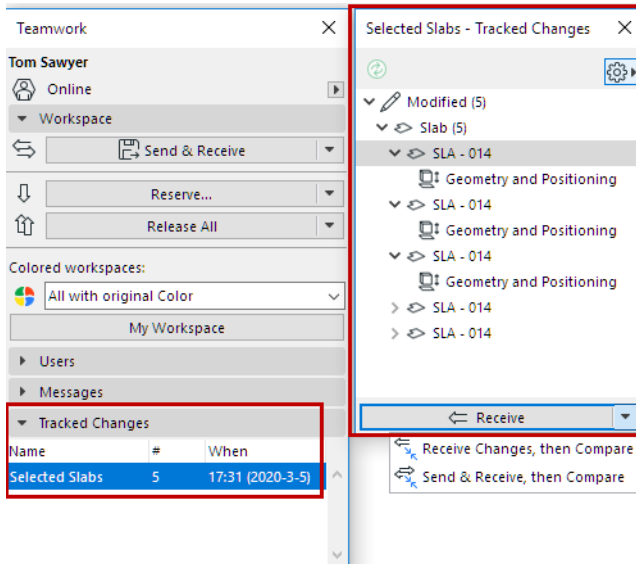 Teamwork
Tom Sawyer
Online
Workspace
Send & Receive
Reserve...
Release All
Colored workspaces:
All with original Color
My Workspace
Users
Messages
Tracked Changes
Name # When
Selected Slabs 5 17:31 (2020-3-5)
Selected Slabs - Tracked Changes
Modified (5)
Slab (5)
SLA - 014
Geometry and Positioning
SLA - 014
Geometry and Positioning
SLA - 014
Geometry and Positioning
SLA - 014
SLA - 014
Receive
Receive Changes, then Compare
Send & Receive, then Compare